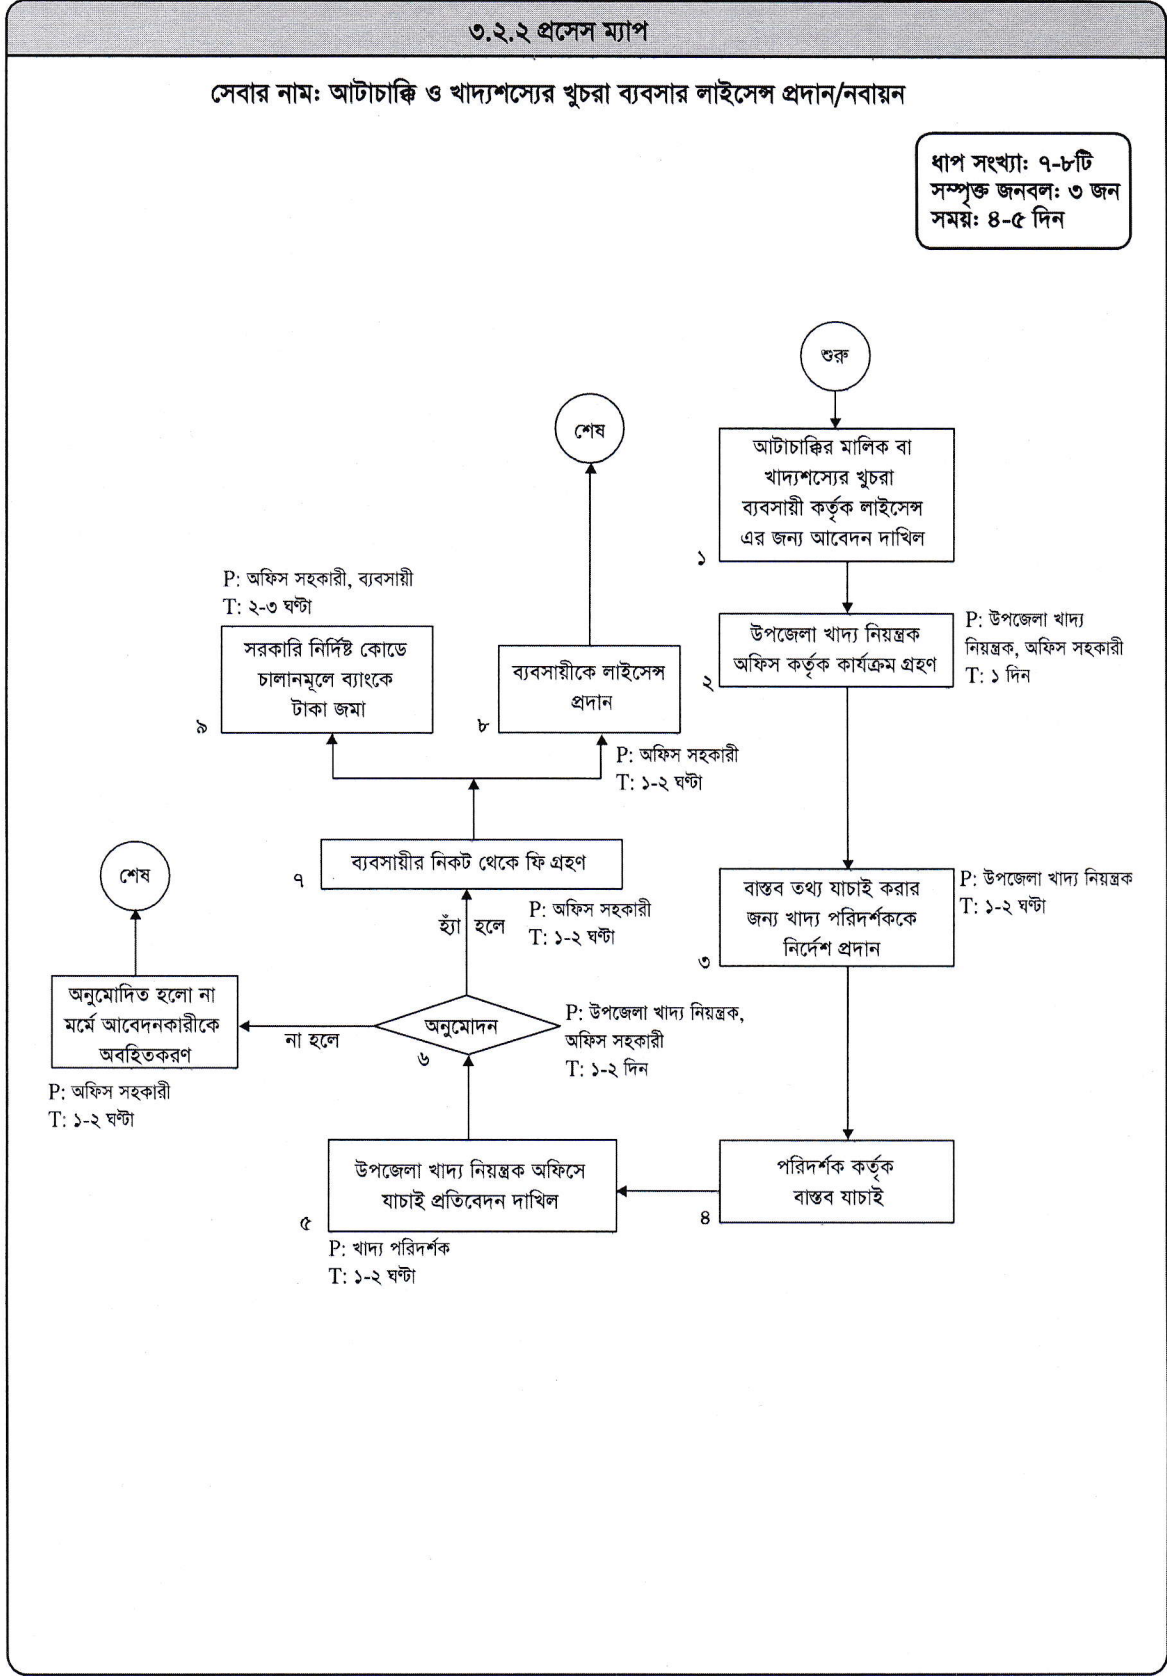 ৩.২.২ প্রসেস ম্যাপ
সেবার নাম: আটাচাক্কি ও খাদ্যশস্যের খুচরা ব্যবসার লাইসেন্স প্রদান/নবায়ন
ধাপ সংখ্যা: ৭-৮টি
সম্পৃক্ত জনবল: ৩ জন
সময়: ৪-৫ দিন
শুরু
আটাচাক্কির মালিক বা
খাদ্যশস্যের খুচরা
ব্যবসায়ী কর্তৃক লাইসেন্স
এর জন্য আবেদন দাখিল
১
উপজেলা খাদ্য নিয়ন্ত্রক
অফিস কর্তৃক কার্যক্রম গ্রহণ
২
P: উপজেলা খাদ্য
নিয়ন্ত্রক, অফিস সহকারী
T: ১ দিন
বাস্তব তথ্য যাচাই করার
জন্য খাদ্য পরিদর্শককে
নির্দেশ প্রদান
৩
P: উপজেলা খাদ্য নিয়ন্ত্রক
T: ১-২ ঘণ্টা
পরিদর্শক কর্তৃক
বাস্তব যাচাই
৪
উপজেলা খাদ্য নিয়ন্ত্রক অফিসে
যাচাই প্রতিবেদন দাখিল
৫
P: খাদ্য পরিদর্শক
T: ১-২ ঘণ্টা
অনুমোদন
৬
P: উপজেলা খাদ্য নিয়ন্ত্রক,
অফিস সহকারী
T: ১-২ দিন
না হলে
অনুমোদিত হলো না
মর্মে আবেদনকারীকে
অবহিতকরণ
P: অফিস সহকারী
T: ১-২ ঘণ্টা
শেষ
হ্যাঁ হলে
ব্যবসায়ীর নিকট থেকে ফি গ্রহণ
৭
P: অফিস সহকারী
T: ১-২ ঘণ্টা
ব্যবসায়ীকে লাইসেন্স
প্রদান
৮
P: অফিস সহকারী
T: ১-২ ঘণ্টা
শেষ
P: অফিস সহকারী, ব্যবসায়ী
T: ২-৩ ঘণ্টা
সরকারি নির্দিষ্ট কোডে
চালানমূলে ব্যাংকে
টাকা জমা
৯